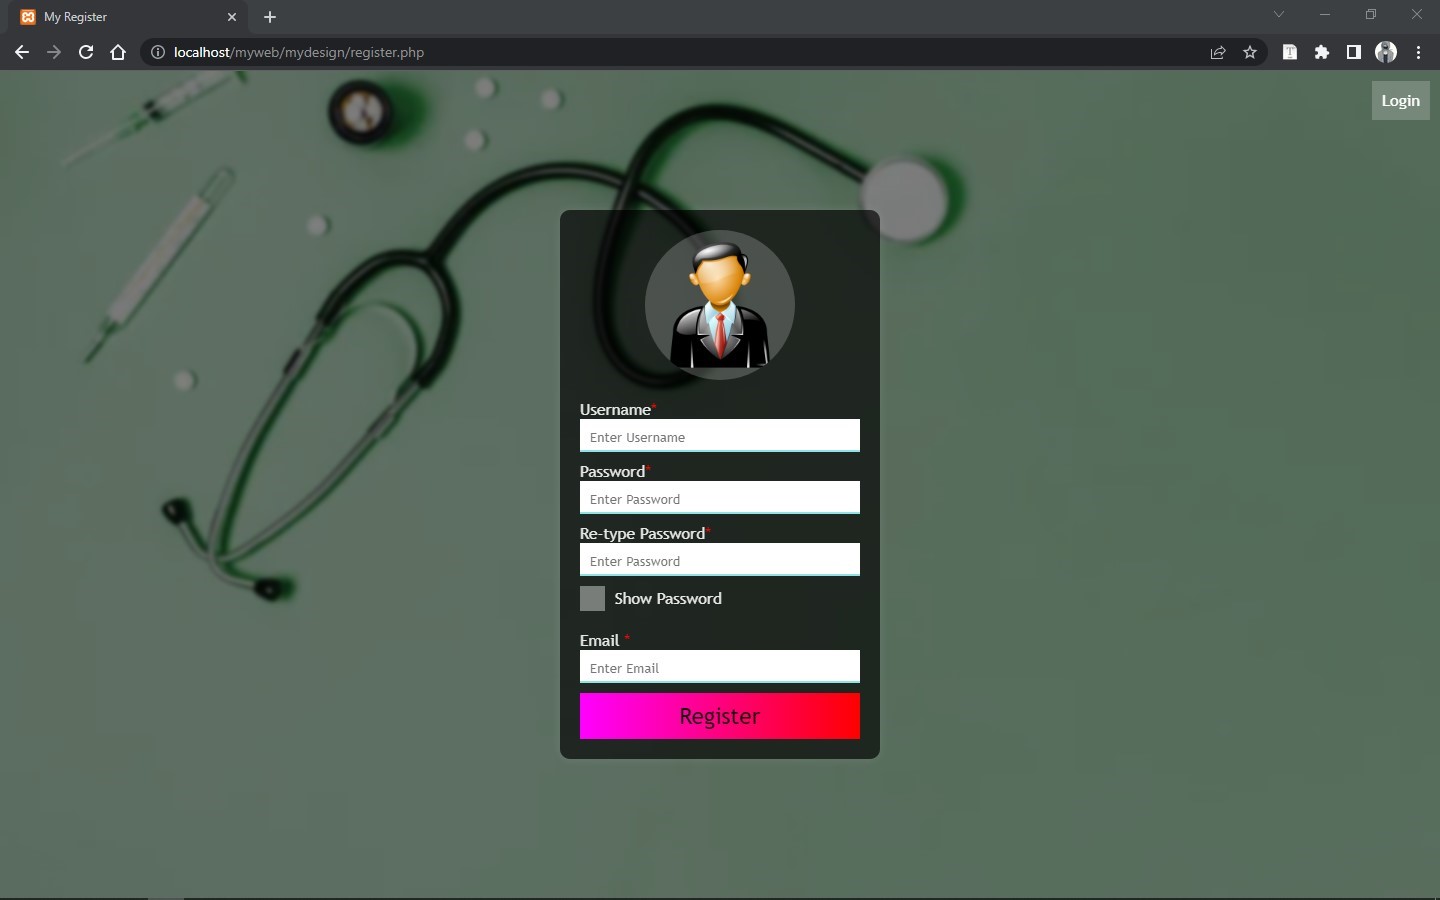 My Register
localhost/myweb/mydesign/register.php
Login
Username*
Enter Username
Password*
Enter Password
Re-type Password*
Enter Password
Show Password
Email *
Enter Email
Register